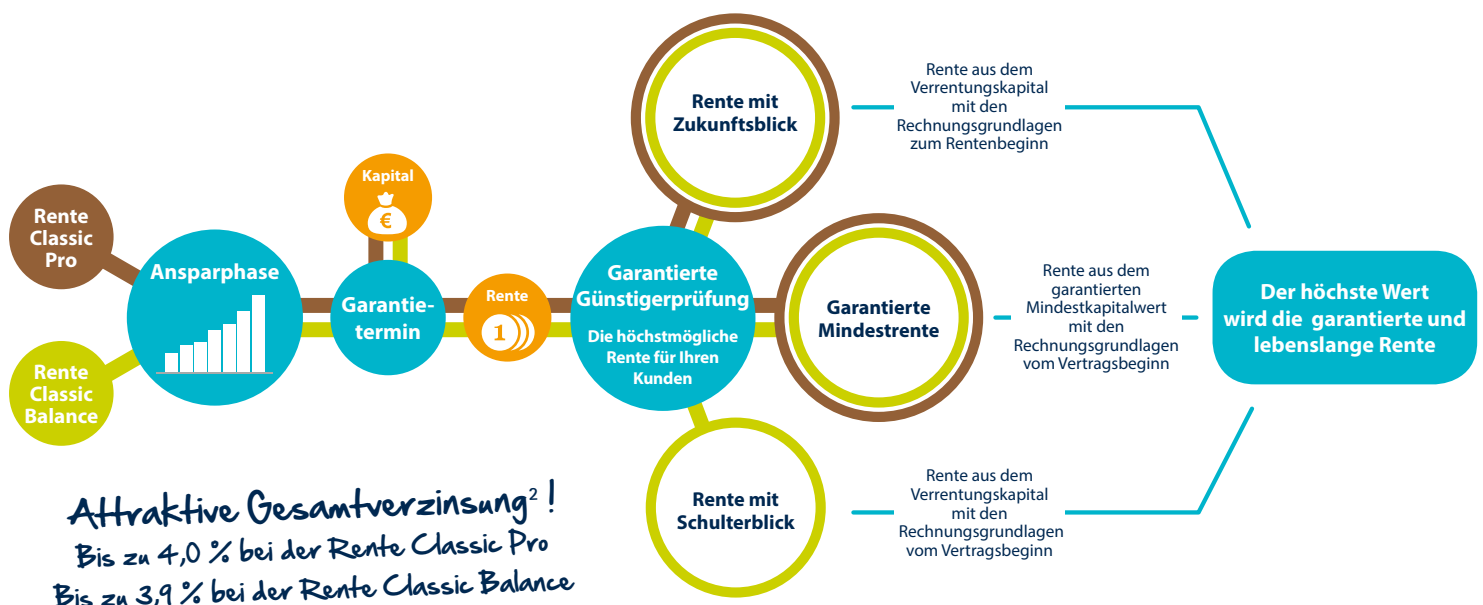 Rente
Classic
Pro
Rente
Classic
Balance
Ansparphase
Kapital
€
Garantie-
termin
Rente
1
Garantierte
Günstigerprüfung
Die höchstmögliche
Rente für Ihren
Kunden
Rente mit
Zukunftsblick
Rente aus dem
Verrentungskapital
mit den
Rechnungsgrundlagen
zum Rentenbeginn
Garantierte
Mindestrente
Rente aus dem
garantierten
Mindestkapitalwert
mit den
Rechnungsgrundlagen
vom Vertragsbeginn
Rente mit
Schulterblick
Rente aus dem
Verrentungskapital
mit den
Rechnungsgrundlagen
vom Vertragsbeginn
Der höchste Wert
wird die garantierte und
lebenslange Rente
Attraktive Gesamtverzinsung² !
Bis zu 4,0 % bei der Rente Classic Pro
Bis zu 3,9 % bei der Rente Classic Balance